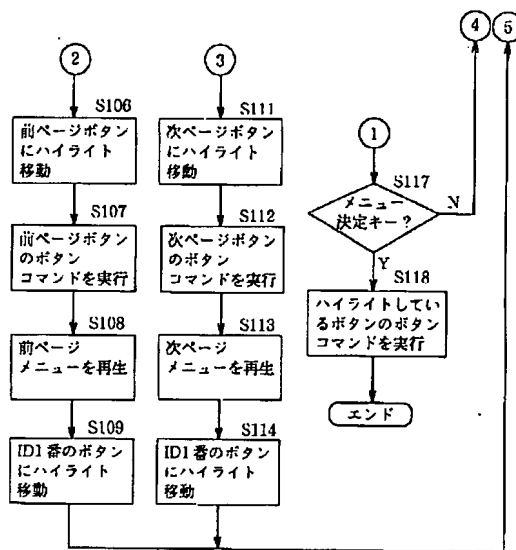 ④
⑤
②
③
S106
前ページボタン
にハイライト
移動
S107
前ページボタン
のボタン
コマンドを実行
S108
前ページ
メニューを再生
S109
ID1番のボタン
にハイライト
移動
S111
次ページボタン
にハイライト
移動
S112
次ページボタン
のボタン
コマンドを実行
S113
次ページ
メニューを再生
S114
ID1番のボタン
にハイライト
移動
①
S117
メニュー
決定キー?
N
Y
S118
ハイライトしてい
るボタンのボタン
コマンドを実行
エンド